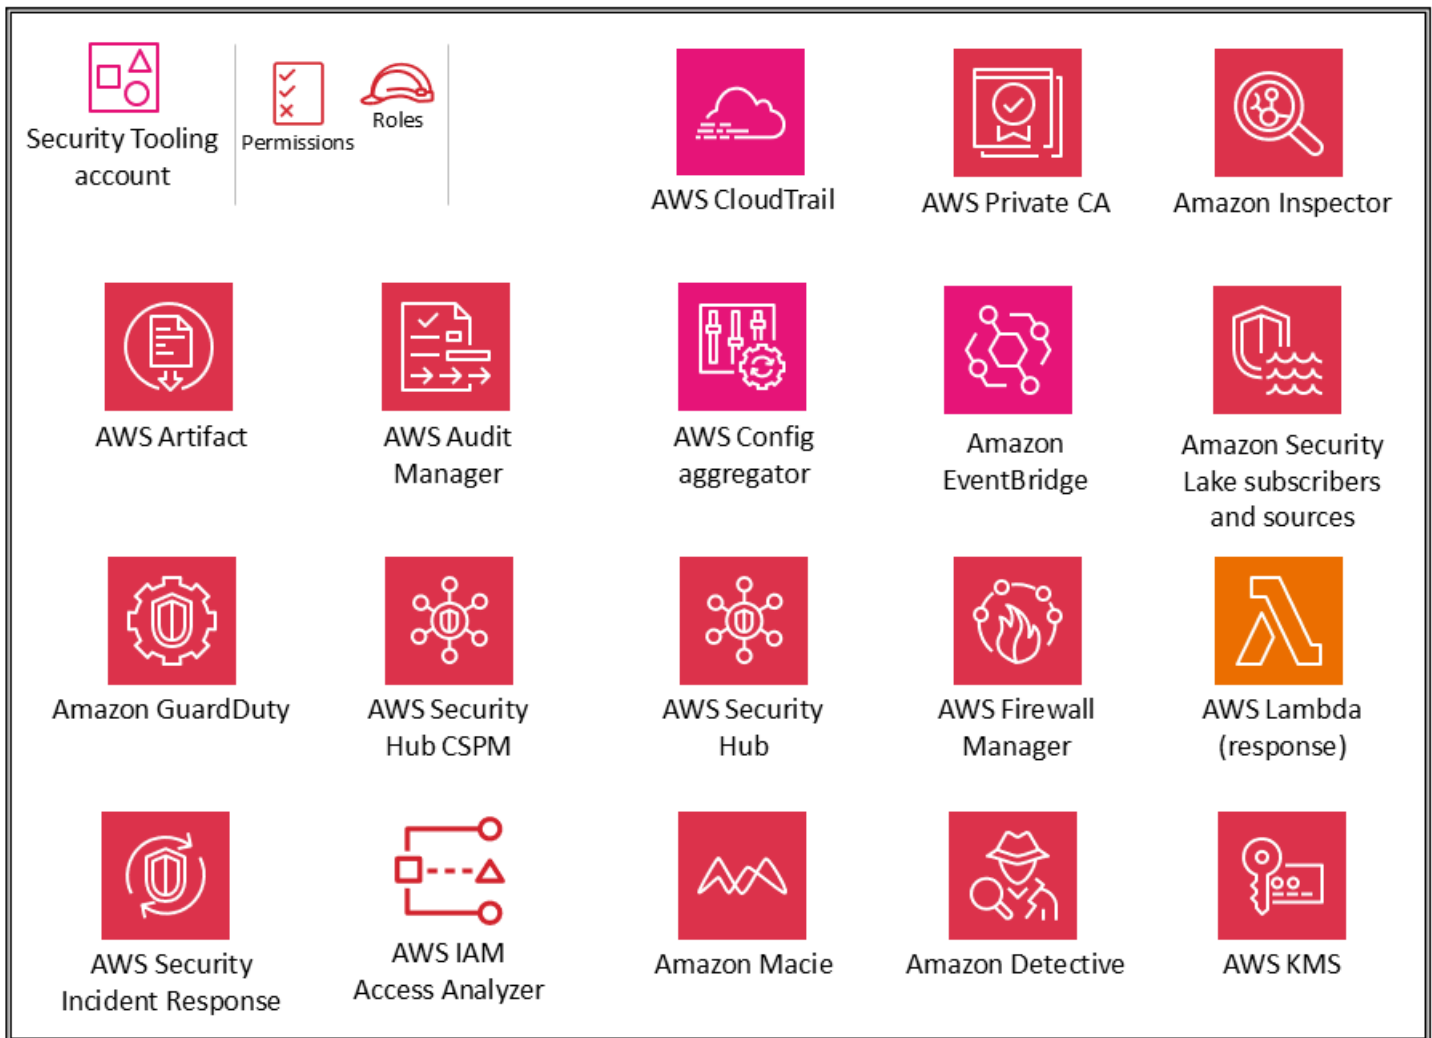 Security Tooling
account
Permissions
Roles
AWS CloudTrail
AWS Private CA
Amazon Inspector
AWS Artifact
AWS Audit
Manager
AWS Config
aggregator
Amazon
EventBridge
Amazon Security
Lake subscribers
and sources
Amazon GuardDuty
AWS Security
Hub CSPM
AWS Security
Hub
AWS Firewall
Manager
AWS Lambda
(response)
AWS Security
Incident Response
AWS IAM
Access Analyzer
Amazon Macie
Amazon Detective
AWS KMS